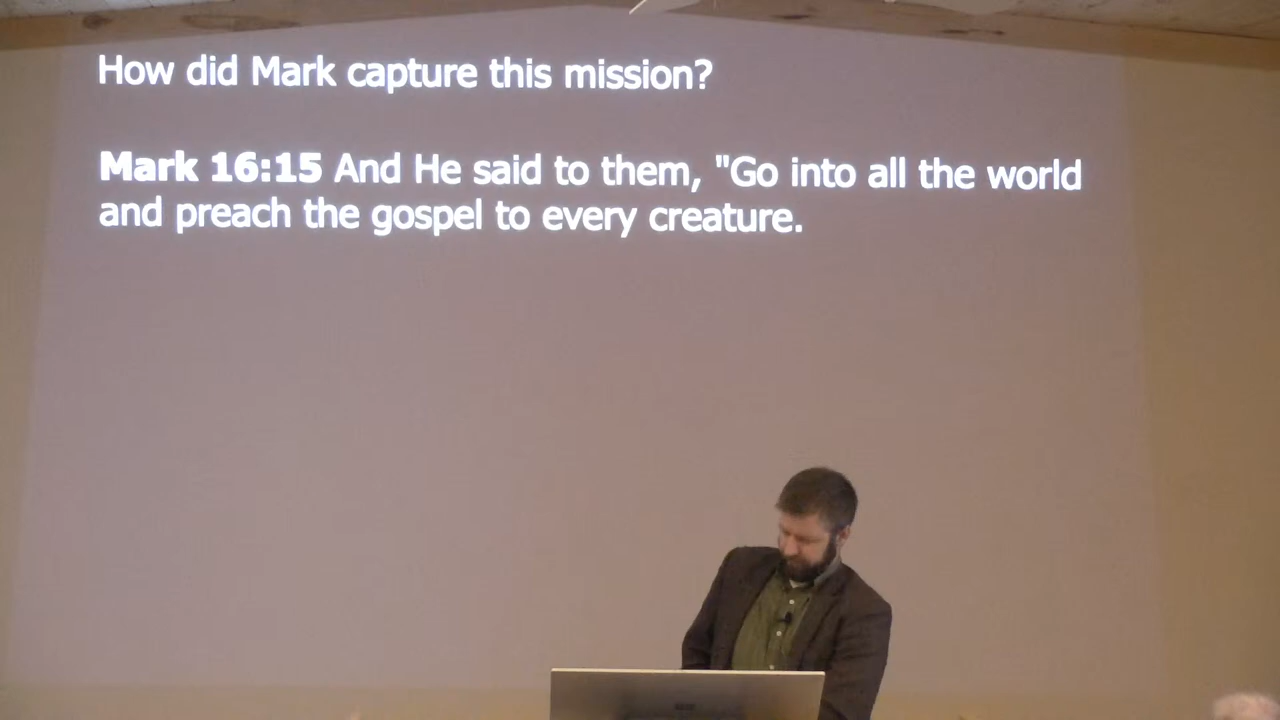 How did Mark capture this mission?
Mark 16:15 And He said to them, "Go into all the world
and preach the gospel to every creature.